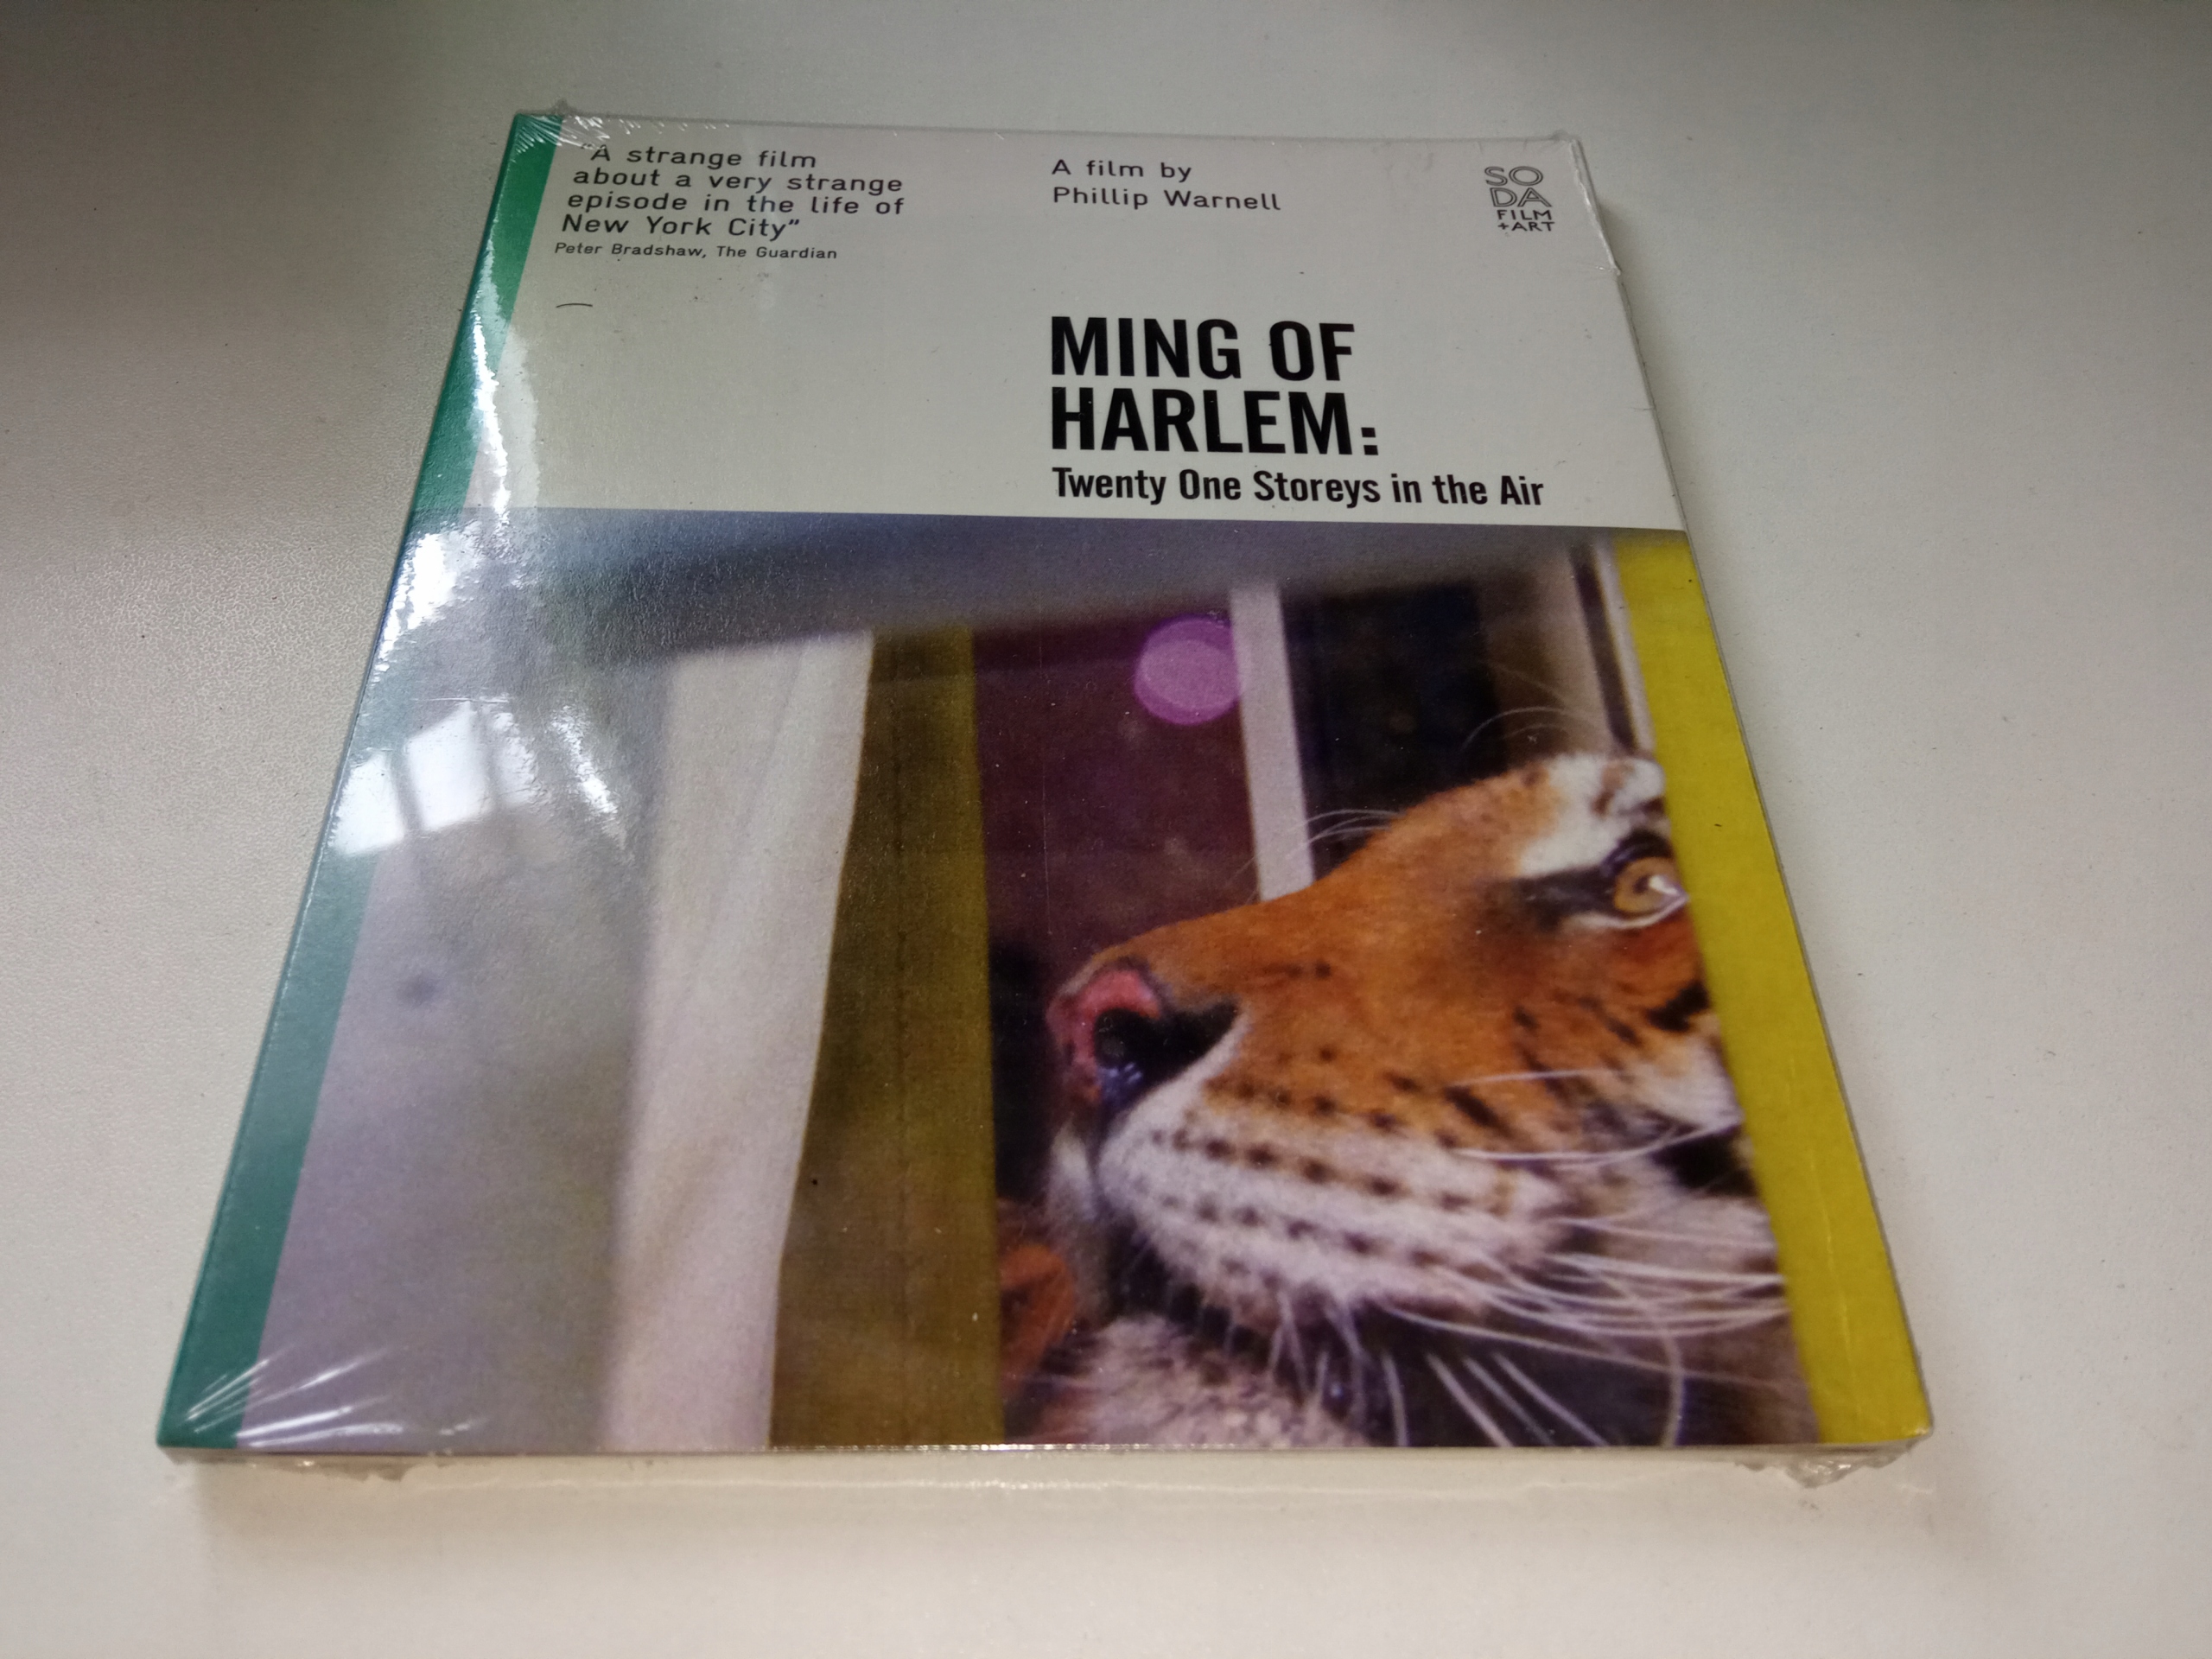 "A strange film
about a very strange
episode in the life of
New York City"
Peter Bradshaw, The Guardian
A film by
Phillip Warnell
SO
DA
FILM
+ART
MING OF
HARLEM:
Twenty One Storeys in the Air